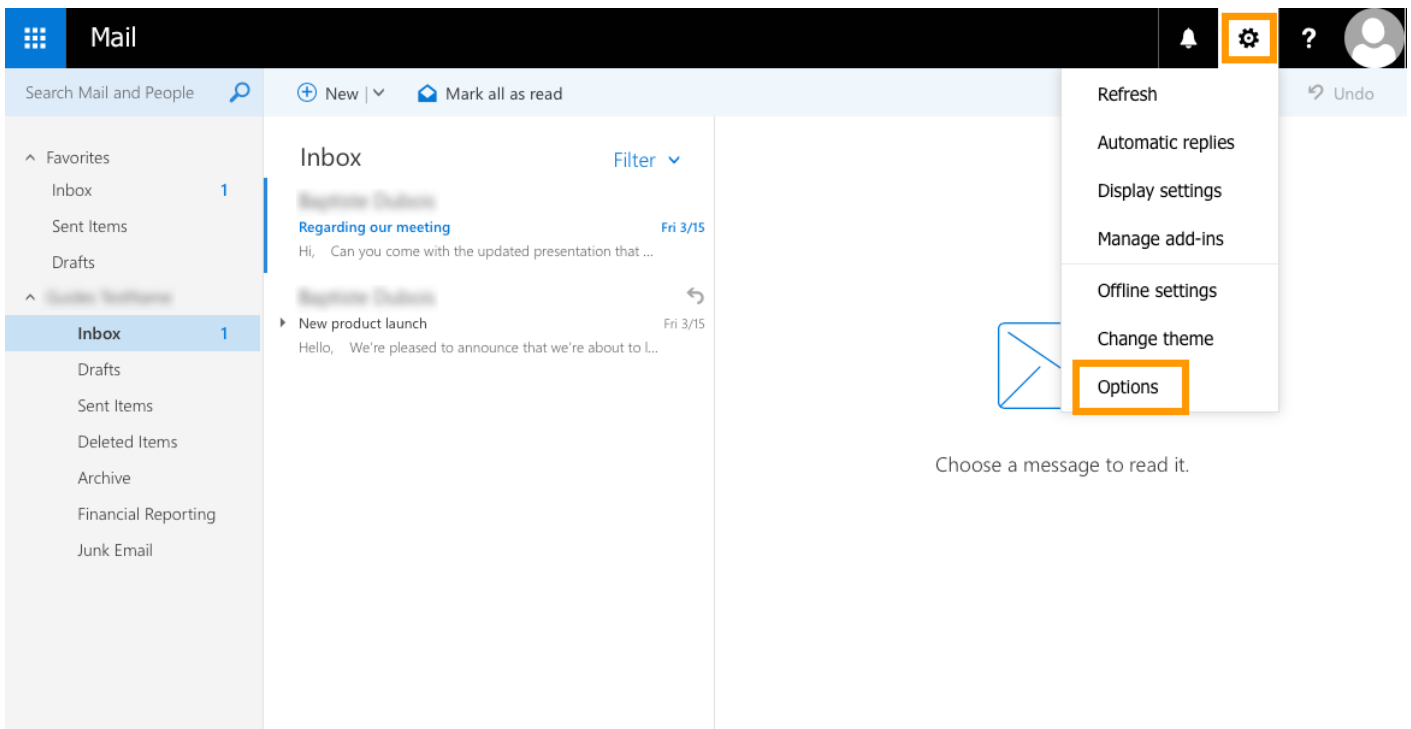 Mail
?
Search Mail and People
New
Mark all as read
Undo
Refresh
Automatic replies
Display settings
Manage add-ins
Offline settings
Change theme
Options
Favorites
Inbox 1
Sent Items
Drafts
Inbox 1
Drafts
Sent Items
Deleted Items
Archive
Financial Reporting
Junk Email
Inbox
Filter
Regarding our meeting Fri 3/15
Hi, Can you come with the updated presentation that ...
New product launch Fri 3/15
Hello, We're pleased to announce that we're about to l...
Choose a message to read it.